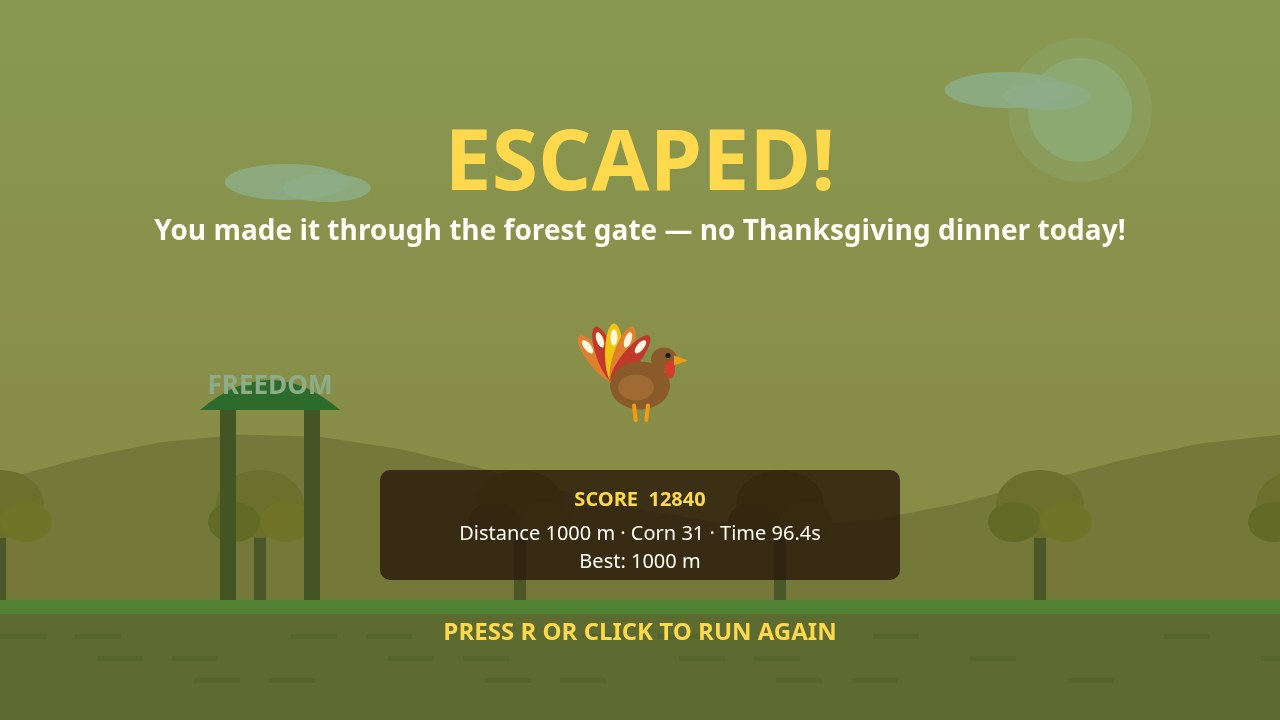 ESCAPED!
You made it through the forest gate — no Thanksgiving dinner today!
FREEDOM
SCORE 12840
Distance 1000 m · Corn 31 · Time 96.4s
Best: 1000 m
PRESS R OR CLICK TO RUN AGAIN